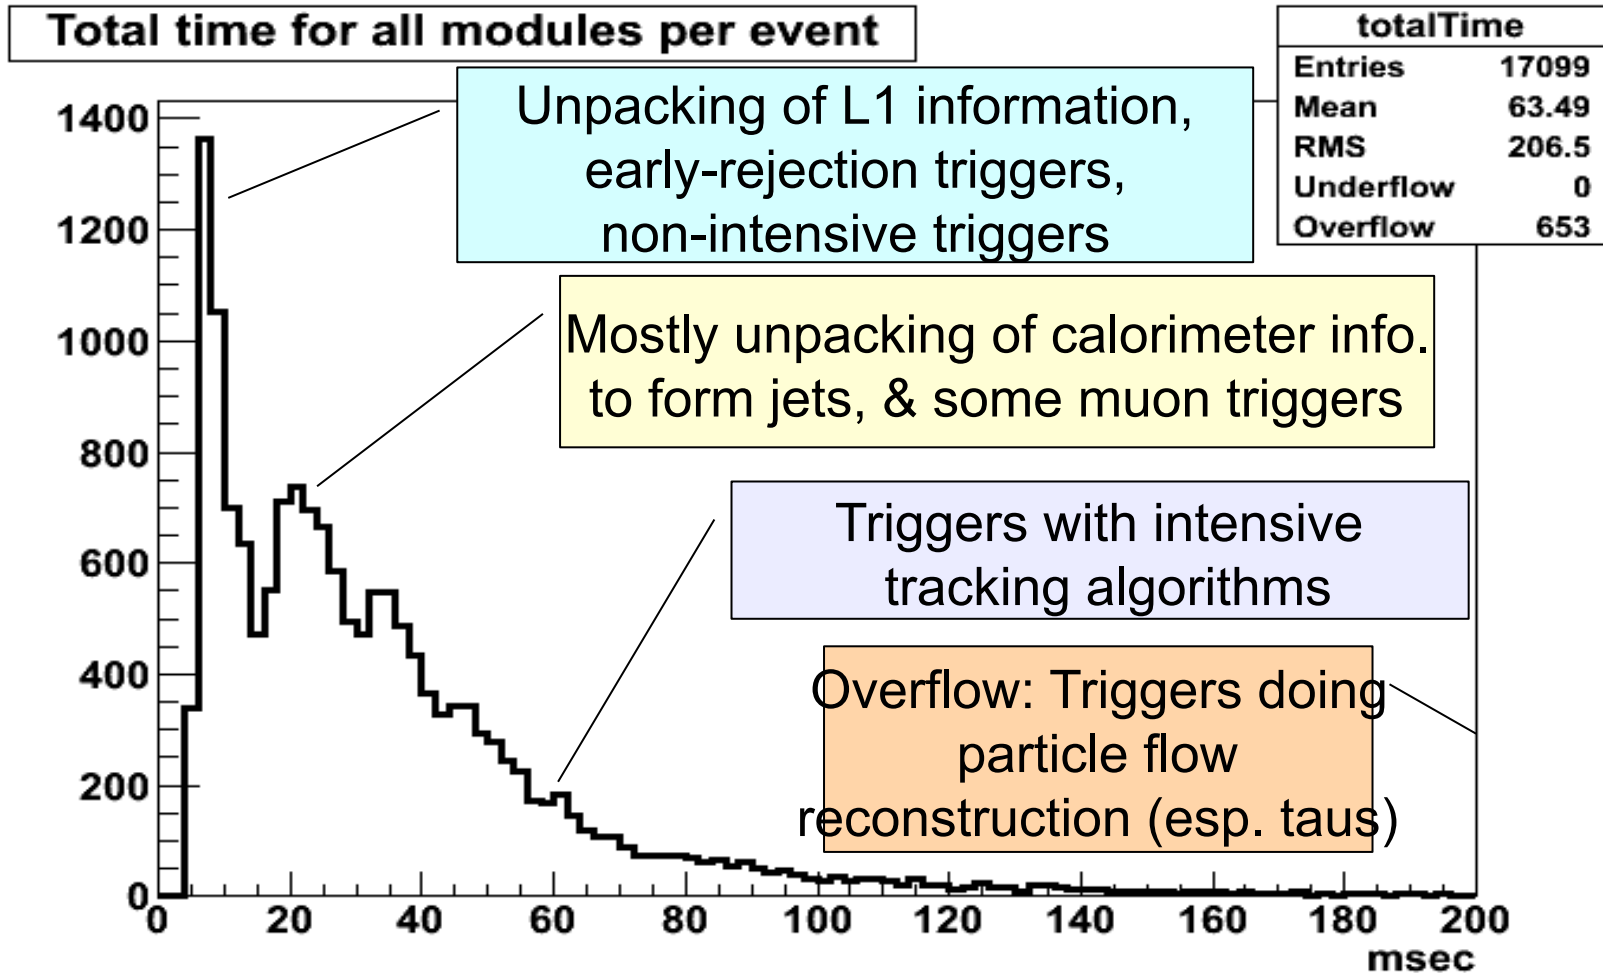 Total time for all modules per event
totalTime
Entries 17099
Mean 63.49
RMS 206.5
Underflow 0
Overflow 653
Unpacking of L1 information,
early-rejection triggers,
non-intensive triggers
Mostly unpacking of calorimeter info.
to form jets, & some muon triggers
Triggers with intensive
tracking algorithms
Overflow: Triggers doing
particle flow
reconstruction (esp. taus)
1400
1200
1000
800
600
400
200
0
0 20 40 60 80 100 120 140 160 180 200
msec